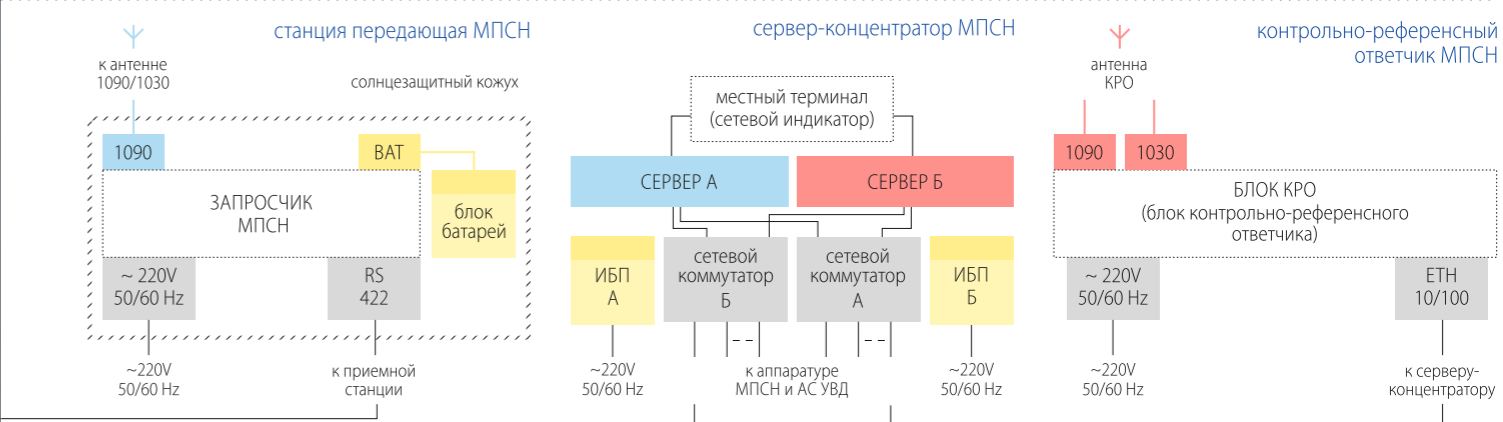 станция передающая МПСН
к антенне
1090/1030
солнцезащитный кожух
1090
BAT
ЗАПРОСЧИК
МПСН
блок
батарей
~ 220V
50/60 Hz
RS
422
~220V
50/60 Hz
к приемной
станции
сервер-концентратор МПСН
местный терминал
(сетевой индикатор)
СЕРВЕР А
СЕРВЕР Б
ИБП
А
сетевой
коммутатор
Б
сетевой
коммутатор
А
ИБП
Б
~220V
50/60 Hz
к аппаратуре
МПСН и АС УВД
~220V
50/60 Hz
контрольно-референсный
ответчик МПСН
антенна
КРО
1090
1030
БЛОК КРО
(блок контрольно-референсного
ответчика)
~ 220V
50/60 Hz
ETH
10/100
~220V
50/60 Hz
к серверу-
концентратору